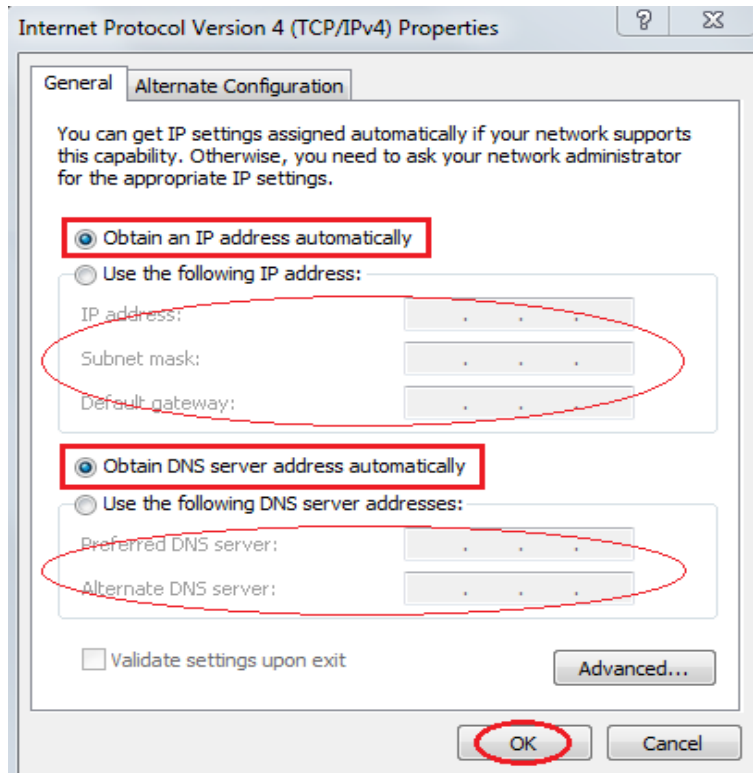 Internet Protocol Version 4 (TCP/IPv4) Properties
General
Alternate Configuration
You can get IP settings assigned automatically if your network supports
this capability. Otherwise, you need to ask your network administrator
for the appropriate IP settings.
Obtain an IP address automatically
Use the following IP address:
IP address:
Subnet mask:
Default gateway:
Obtain DNS server address automatically
Use the following DNS server addresses:
Preferred DNS server:
Alternate DNS server:
Validate settings upon exit
Advanced...
OK
Cancel